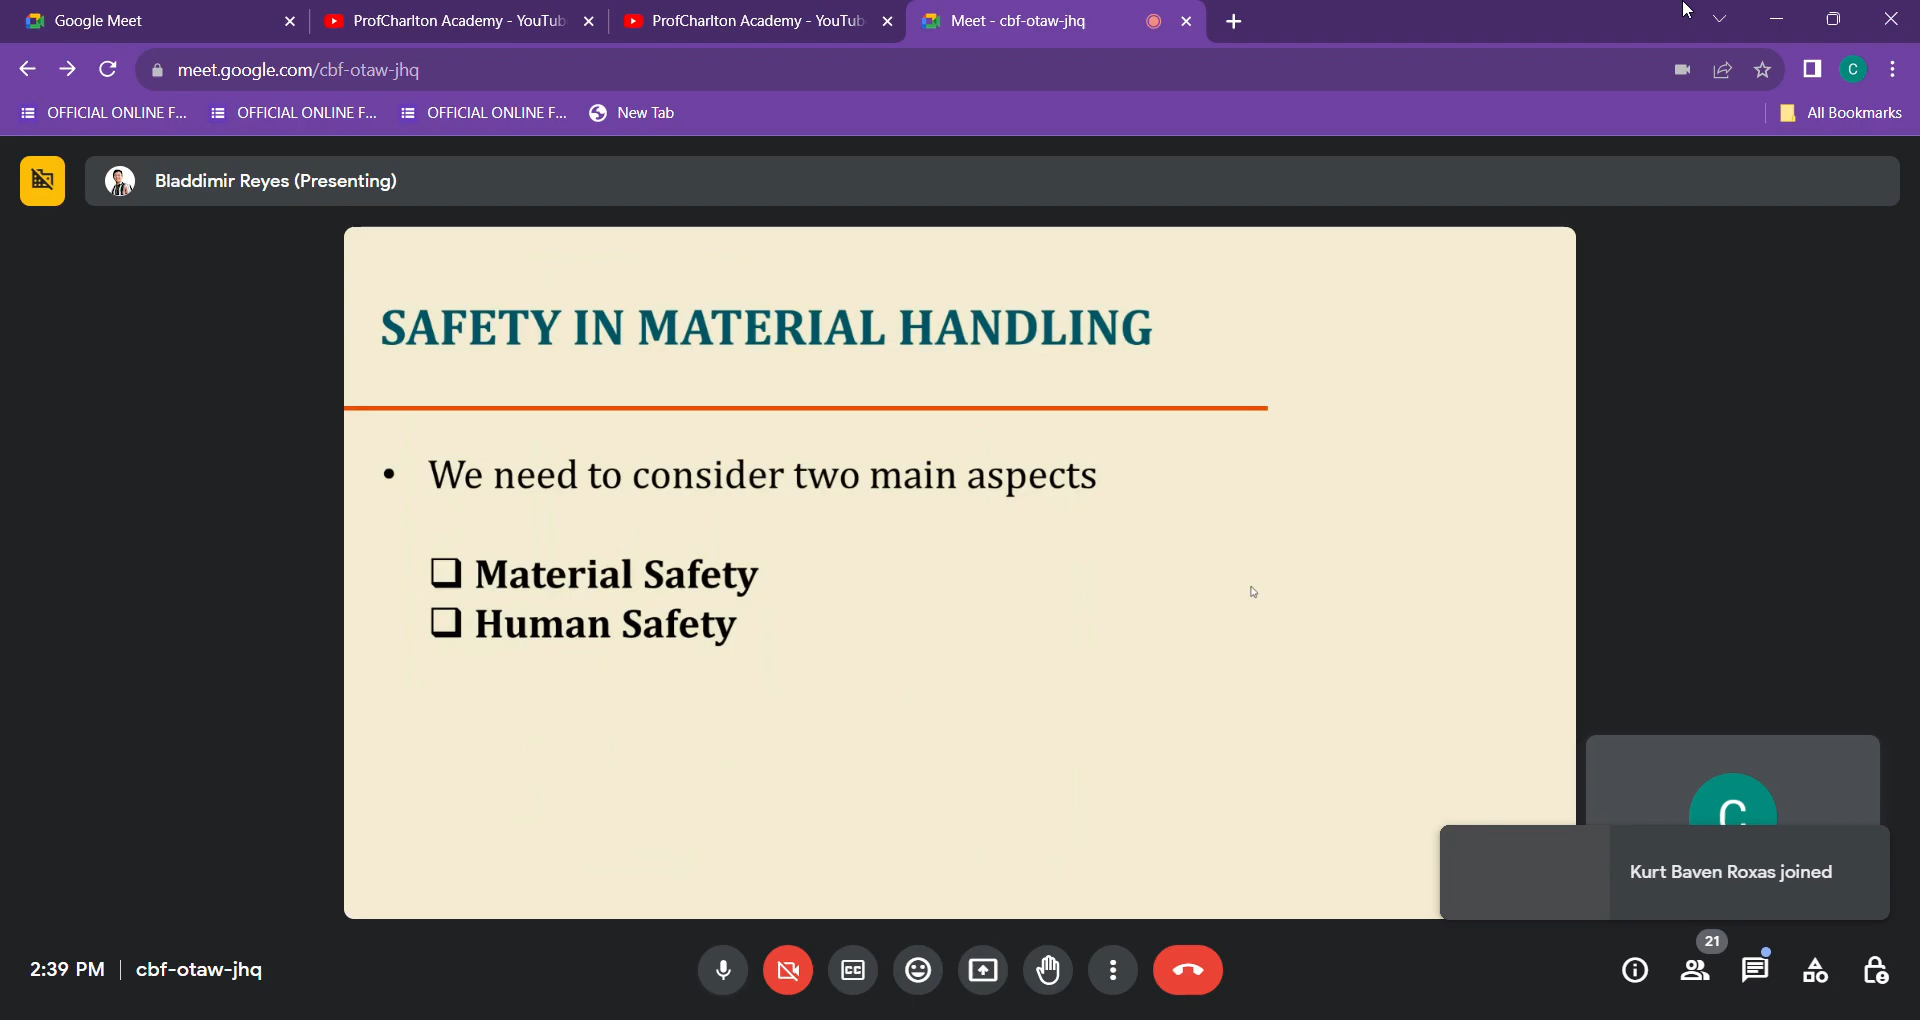 Google Meet
ProfCharlton Academy - YouTub
ProfCharlton Academy - YouTub
Meet - cbf-otaw-jhq
meet.google.com/cbf-otaw-jhq
C
OFFICIAL ONLINE F...
OFFICIAL ONLINE F...
OFFICIAL ONLINE F...
New Tab
All Bookmarks
Bladdimir Reyes (Presenting)
SAFETY IN MATERIAL HANDLING
• We need to consider two main aspects
❑ Material Safety
❑ Human Safety
C
Kurt Baven Roxas joined
21
2:39 PM | cbf-otaw-jhq
CC